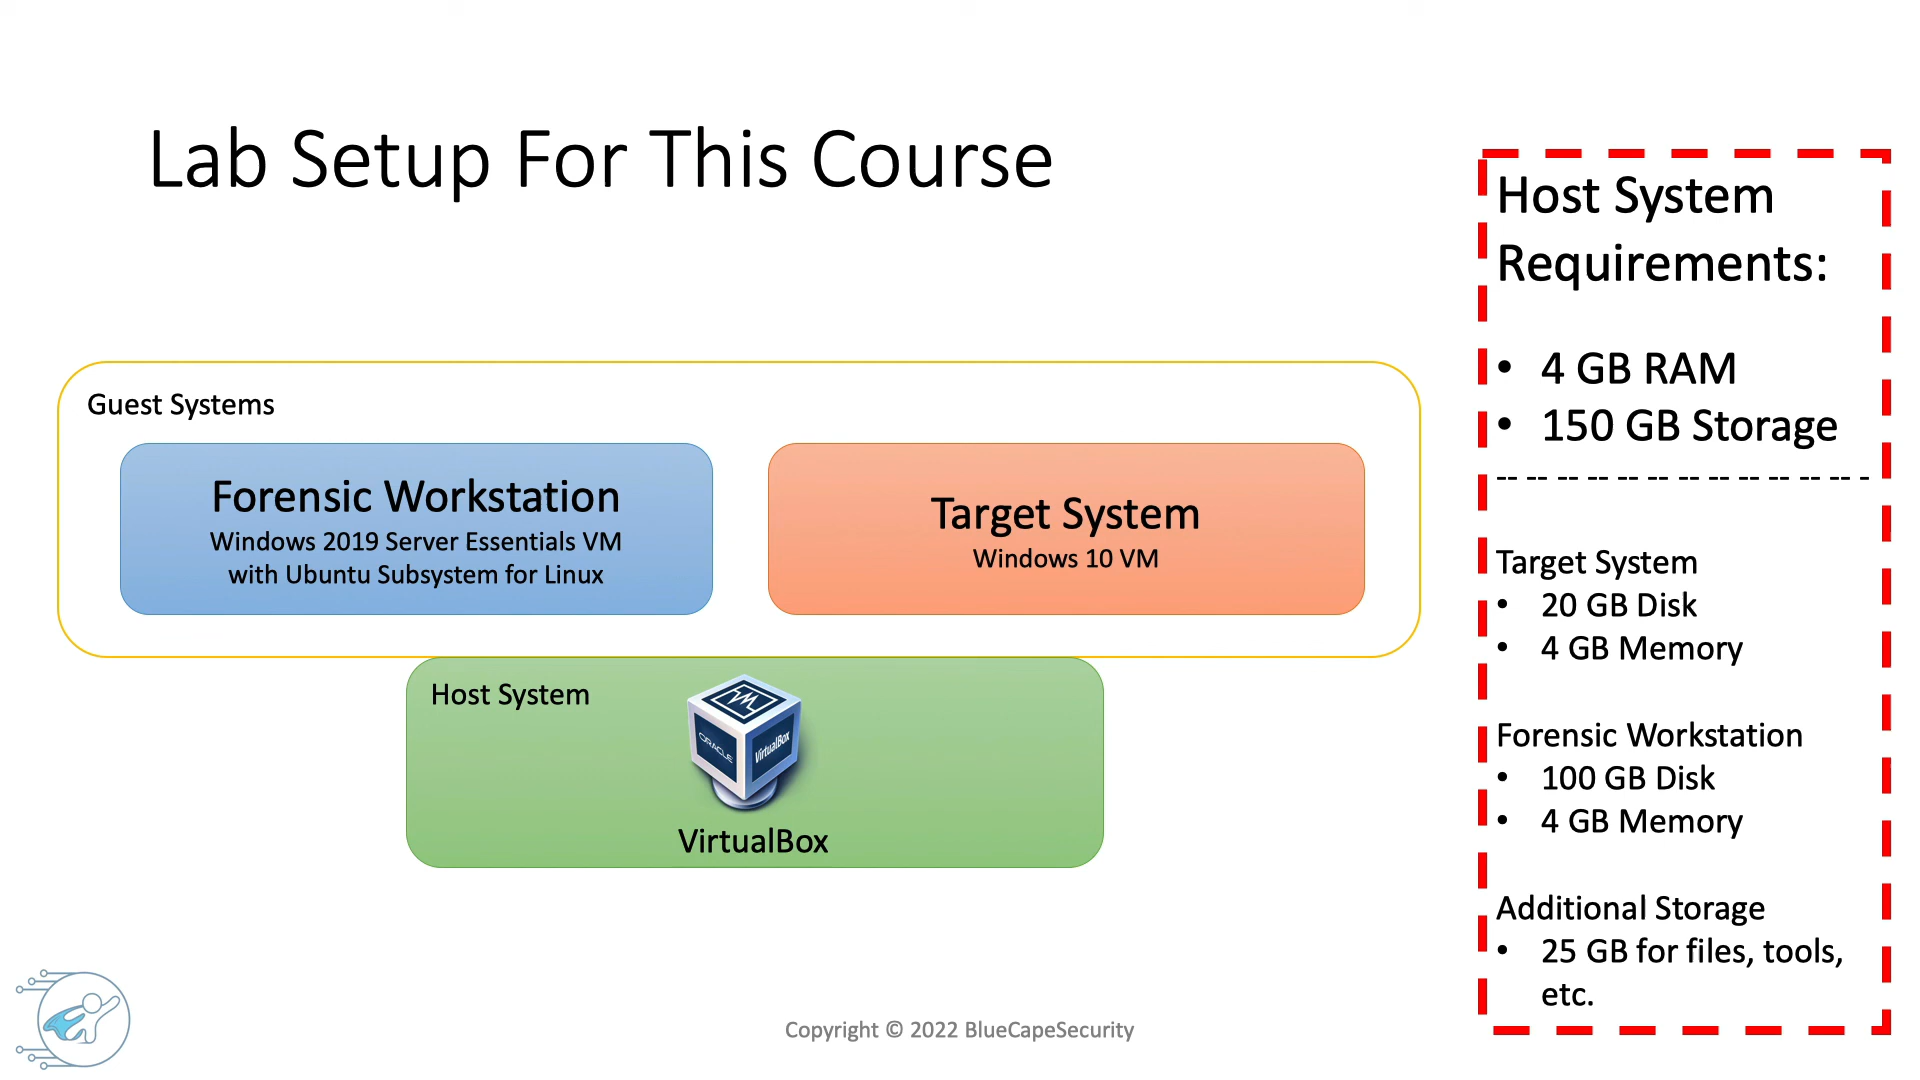 Lab Setup For This Course
Guest Systems
Forensic Workstation
Windows 2019 Server Essentials VM
with Ubuntu Subsystem for Linux
Target System
Windows 10 VM
Host System
ORACLE
VirtualBox
VirtualBox
Host System
Requirements:
• 4 GB RAM
• 150 GB Storage
-- -- -- -- -- -- -- -- -- -- -- -- -
Target System
• 20 GB Disk
• 4 GB Memory
Forensic Workstation
• 100 GB Disk
• 4 GB Memory
Additional Storage
• 25 GB for files, tools,
etc.
Copyright © 2022 BlueCapeSecurity